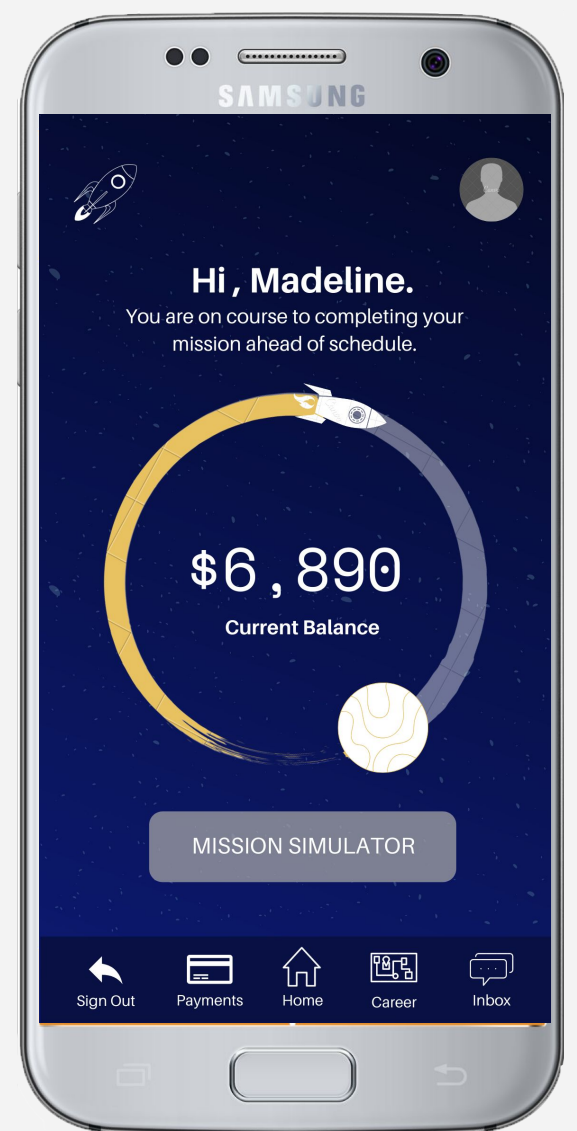 SAMSUNG
Hi , Madeline.
You are on course to completing your
mission ahead of schedule.
$6,890
Current Balance
MISSION SIMULATOR
Sign Out
Payments
Home
Career
Inbox